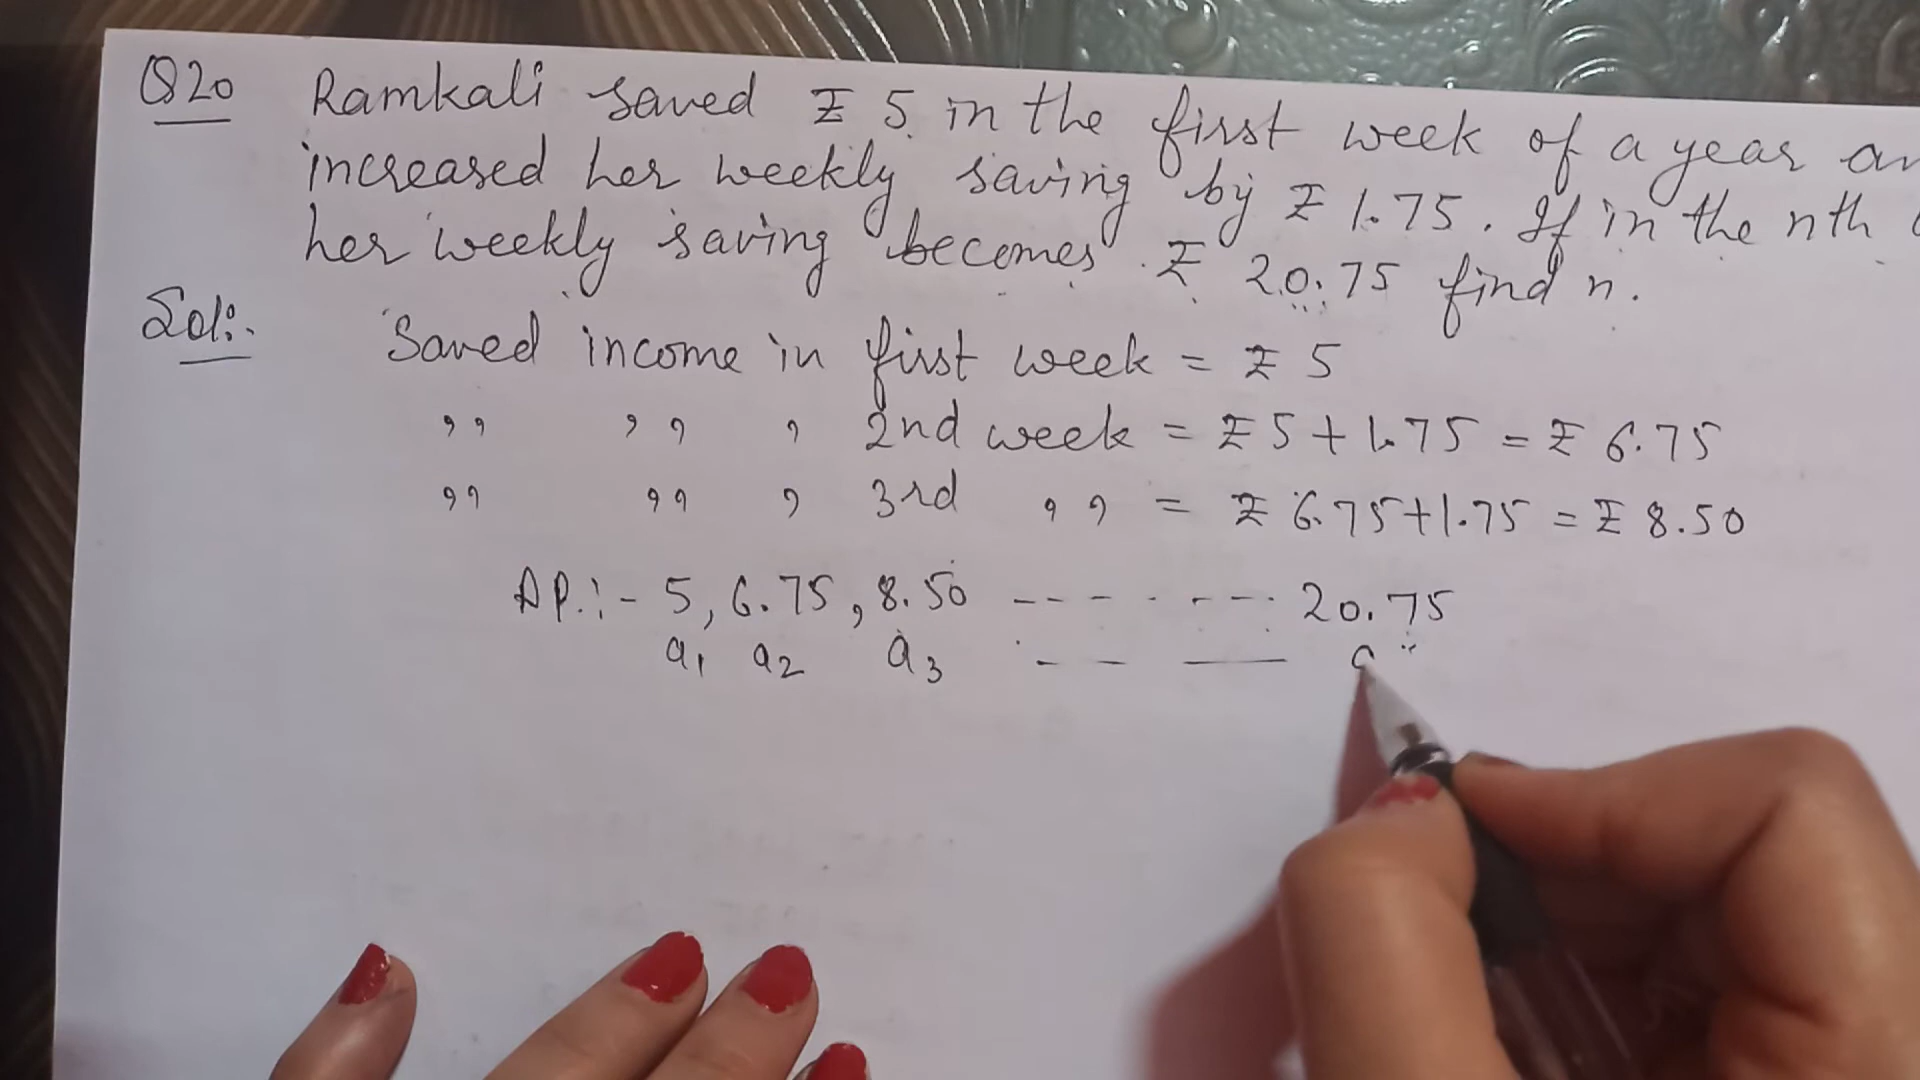 Q20 Ramkali saved ₹ 5 in the first week of a year
increased her weekly saving by ₹ 1.75. If in the nth
her weekly saving becomes ₹ 20.75 find n.
Sol:-
Saved income in first week = ₹ 5
,, ,, , 2nd week = ₹ 5 + 1.75 = ₹ 6.75
,, ,, , 3rd ,, = ₹ 6.75 + 1.75 = ₹ 8.50
AP.:- 5, 6.75, 8.50 ------- 20.75
a1 a2 a3 -- — a